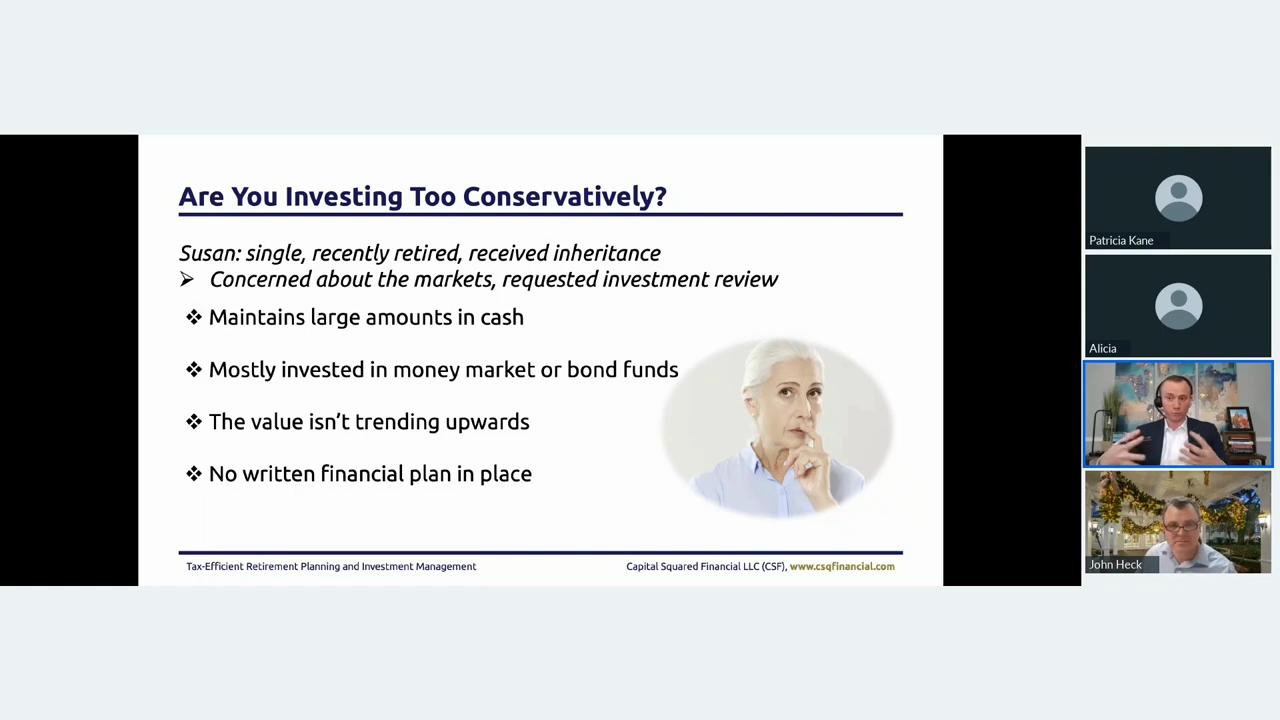 Are You Investing Too Conservatively?
Susan: single, recently retired, received inheritance
➢ Concerned about the markets, requested investment review
❖ Maintains large amounts in cash
❖ Mostly invested in money market or bond funds
❖ The value isn’t trending upwards
❖ No written financial plan in place
Tax-Efficient Retirement Planning and Investment Management
Capital Squared Financial LLC (CSF), www.csqfinancial.com
Patricia Kane
Alicia
John Heck